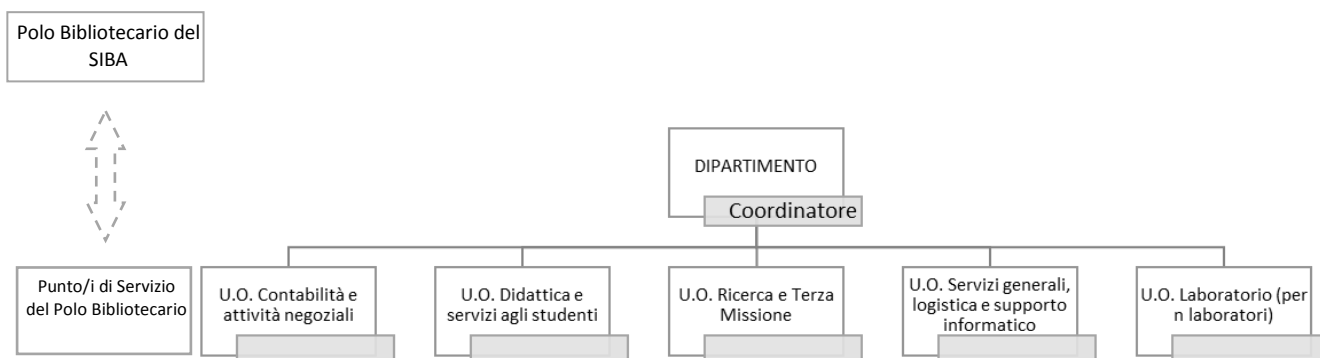 Polo Bibliotecario del
SIBA
DIPARTIMENTO
Coordinatore
Punto/i di Servizio
del Polo Bibliotecario
U.O. Contabilità e
attività negoziali
U.O. Didattica e
servizi agli studenti
U.O. Ricerca e Terza
Missione
U.O. Servizi generali,
logistica e supporto
informatico
U.O. Laboratorio (per
n laboratori)